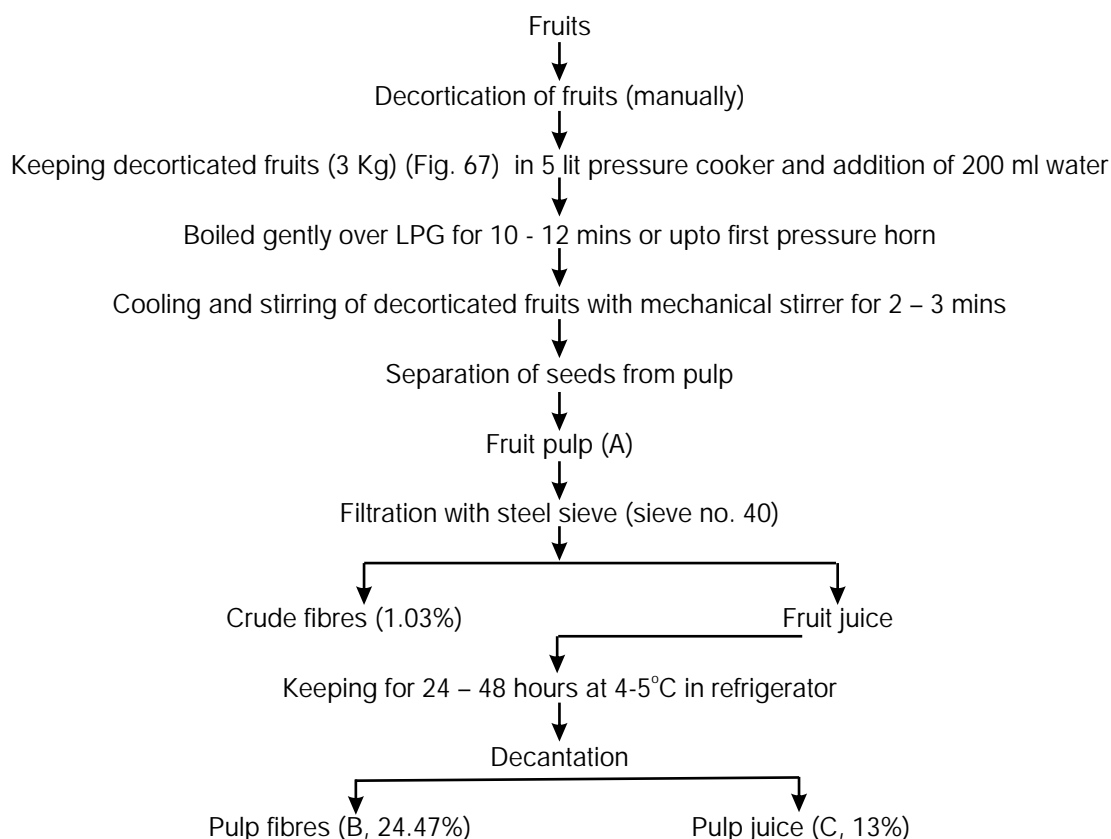 Fruits
Decortication of fruits (manually)
Keeping decorticated fruits (3 Kg) (Fig. 67) in 5 lit pressure cooker and addition of 200 ml water
Boiled gently over LPG for 10 - 12 mins or upto first pressure horn
Cooling and stirring of decorticated fruits with mechanical stirrer for 2 – 3 mins
Separation of seeds from pulp
Fruit pulp (A)
Filtration with steel sieve (sieve no. 40)
Crude fibres (1.03%) Fruit juice
Keeping for 24 – 48 hours at 4-5°C in refrigerator
Decantation
Pulp fibres (B, 24.47%) Pulp juice (C, 13%)